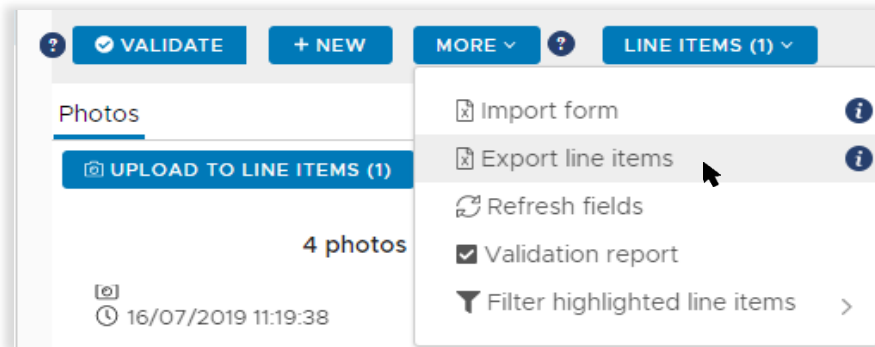 ? VALIDATE + NEW MORE ? LINE ITEMS (1)
Photos
UPLOAD TO LINE ITEMS (1)
4 photos
16/07/2019 11:19:38
Import form i
Export line items i
Refresh fields
Validation report
Filter highlighted line items